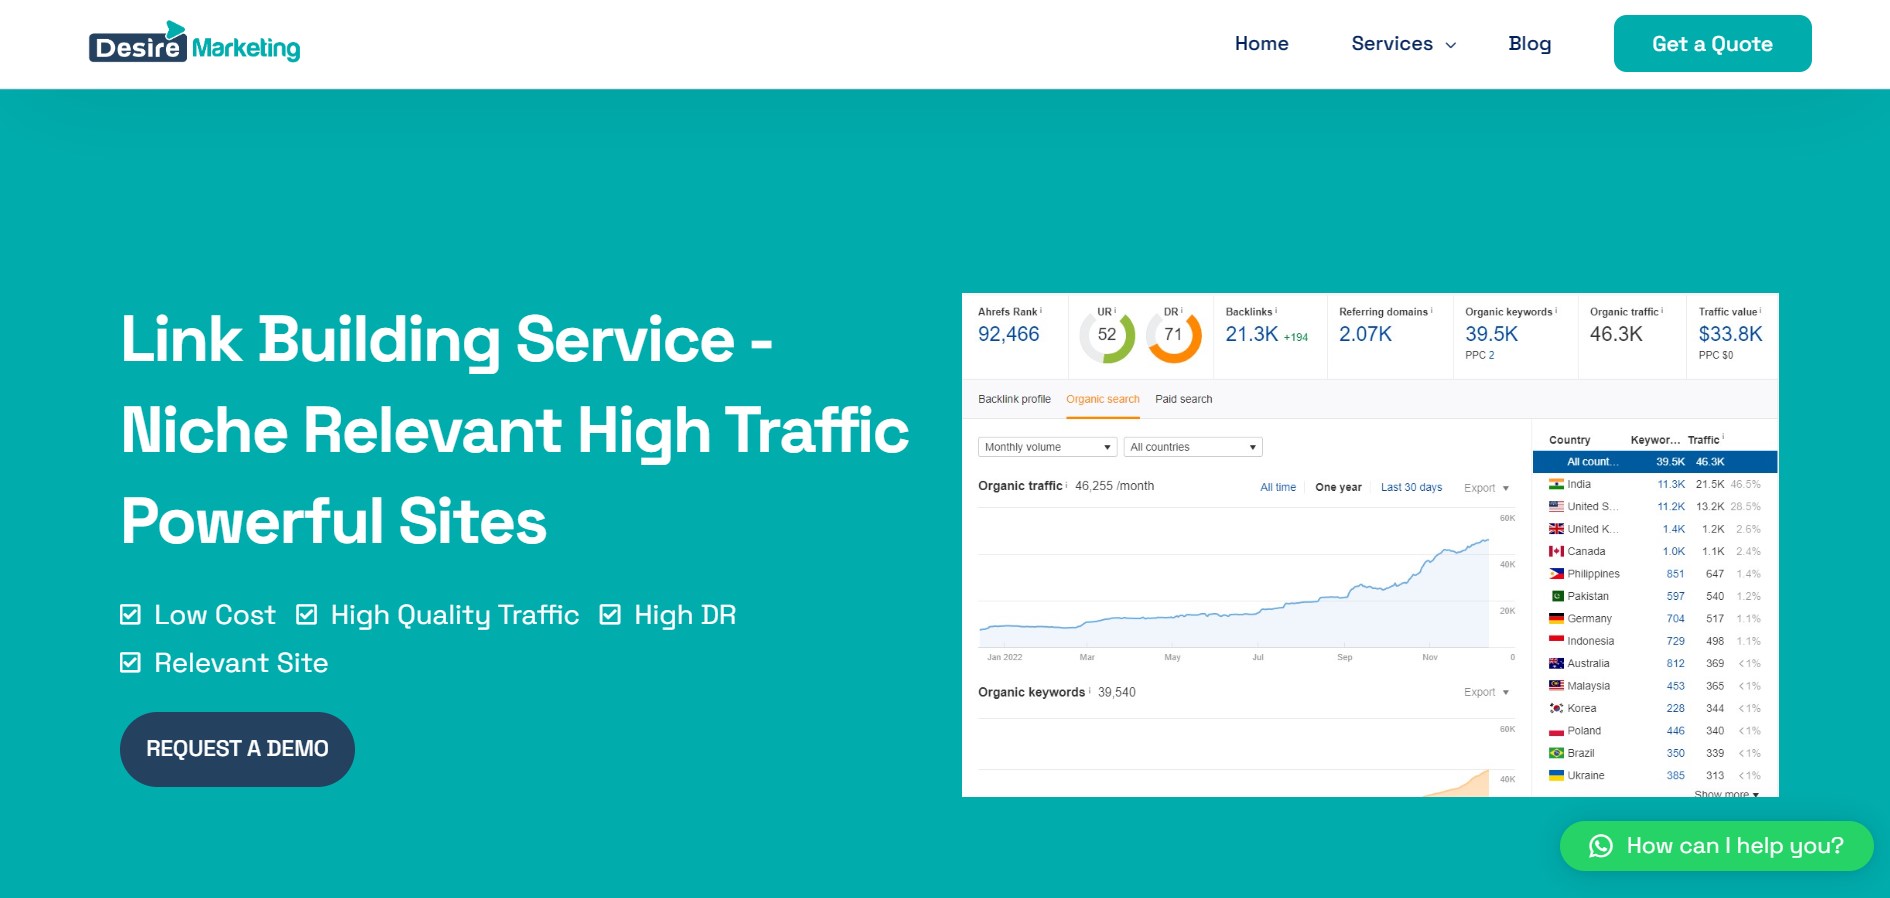 Desire Marketing
Home
Services
Blog
Get a Quote
Link Building Service -
Niche Relevant High Traffic
Powerful Sites
Low Cost High Quality Traffic High DR
Relevant Site
REQUEST A DEMO
Ahrefs Rank i UR i DR i Backlinks i Referring domains i Organic keywords i Organic traffic i Traffic value i
92,466 52 71 21.3K +194 2.07K 39.5K 46.3K $33.8K
PPC 2 PPC $0
Backlink profile Organic search Paid search
Monthly volume All countries
Organic traffic i 46,255 /month All time One year Last 30 days Export
60K
40K
20K
Jan 2022 Mar May Jul Sep Nov 0
Organic keywords i 39,540 Export
60K
40K
Country Keywor... Traffic i
All count... 39.5K 46.3K
India 11.3K 21.5K 46.5%
United S... 11.2K 13.2K 28.5%
United K... 1.4K 1.2K 2.6%
Canada 1.0K 1.1K 2.4%
Philippines 851 647 1.4%
Pakistan 597 540 1.2%
Germany 704 517 1.1%
Indonesia 729 498 1.1%
Australia 812 369 <1%
Malaysia 453 365 <1%
Korea 228 344 <1%
Poland 446 340 <1%
Brazil 350 339 <1%
Ukraine 385 313 <1%
Show more
How can I help you?